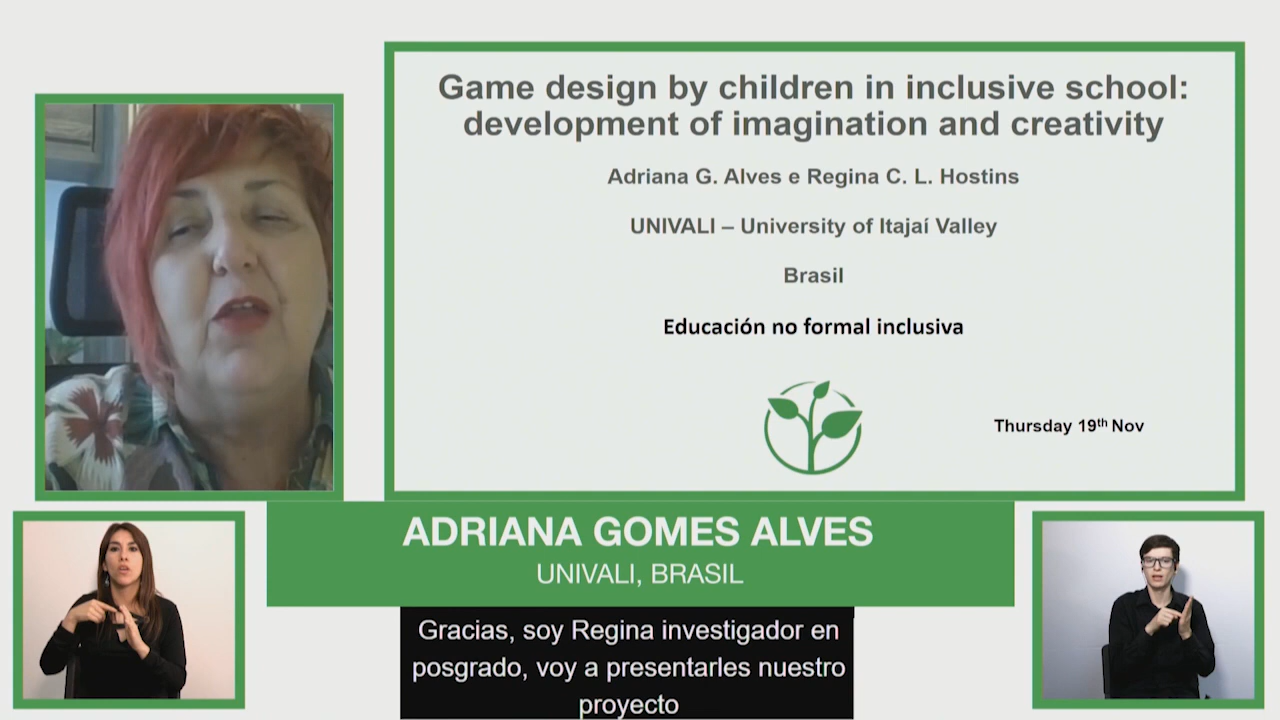 Game design by children in inclusive school:
development of imagination and creativity
Adriana G. Alves e Regina C. L. Hostins
UNIVALI – University of Itajaí Valley
Brasil
Educación no formal inclusiva
Thursday 19th Nov
ADRIANA GOMES ALVES
UNIVALI, BRASIL
Gracias, soy Regina investigador en
posgrado, voy a presentarles nuestro
proyecto